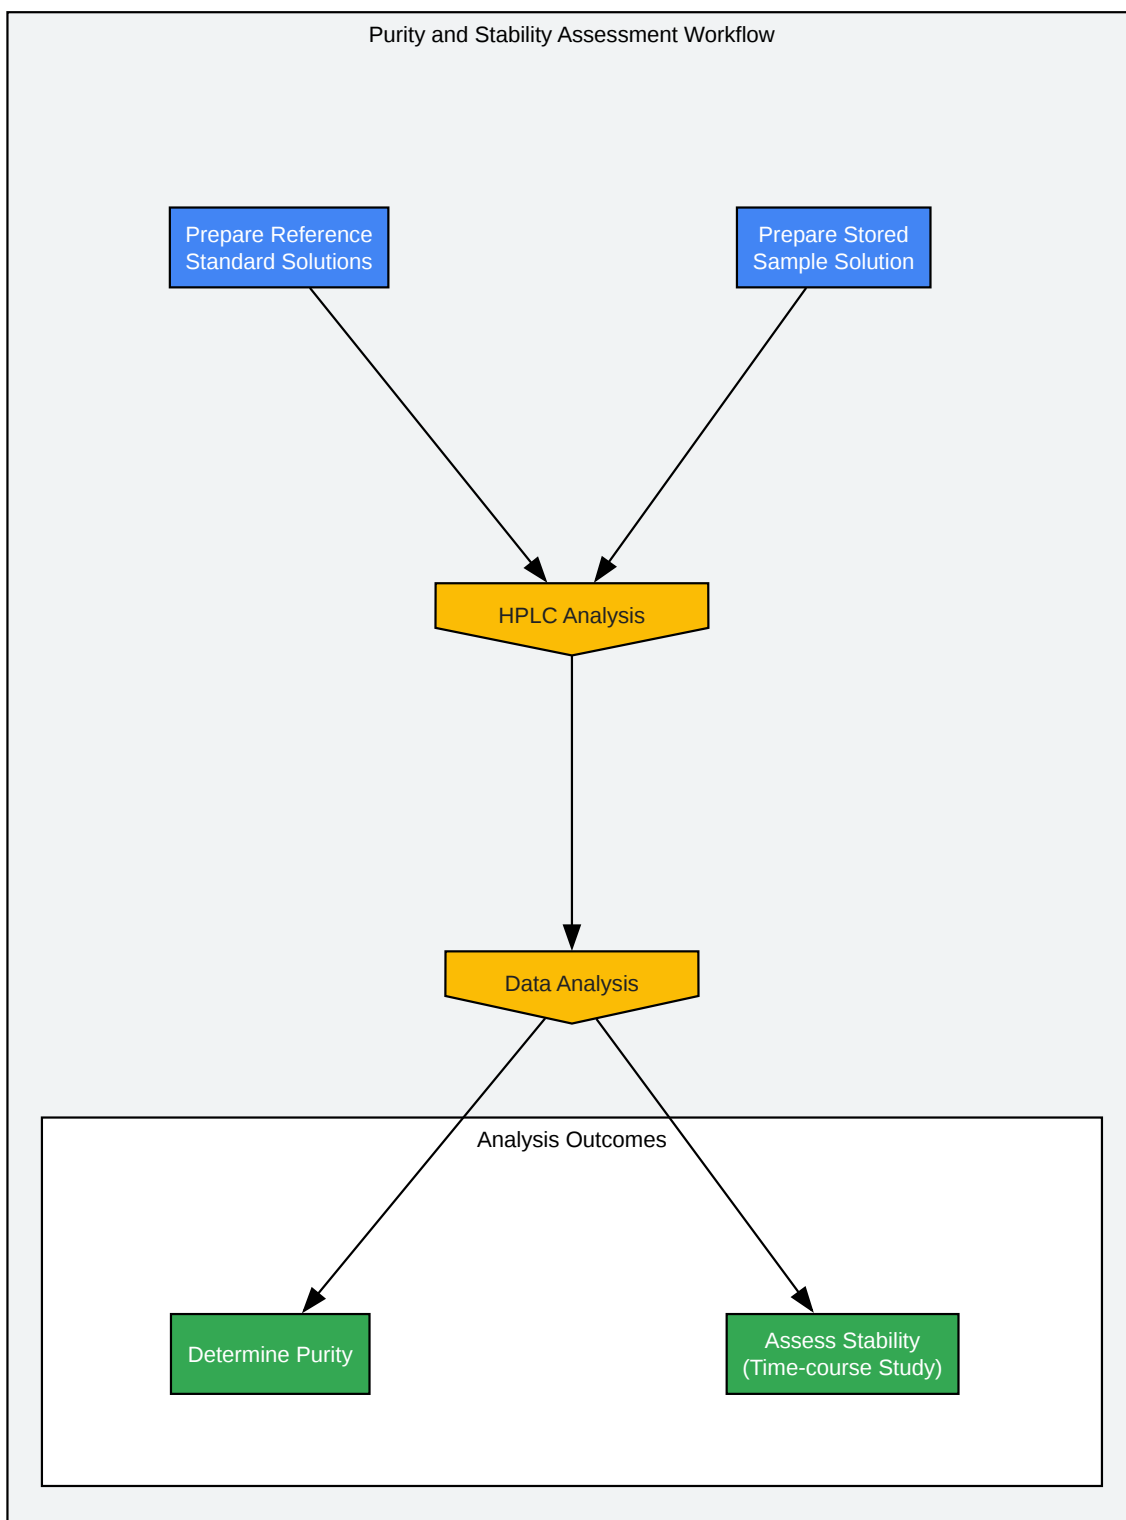 Purity and Stability Assessment Workflow
Prepare Reference
Standard Solutions
Prepare Stored
Sample Solution
HPLC Analysis
Data Analysis
Analysis Outcomes
Determine Purity
Assess Stability
(Time-course Study)